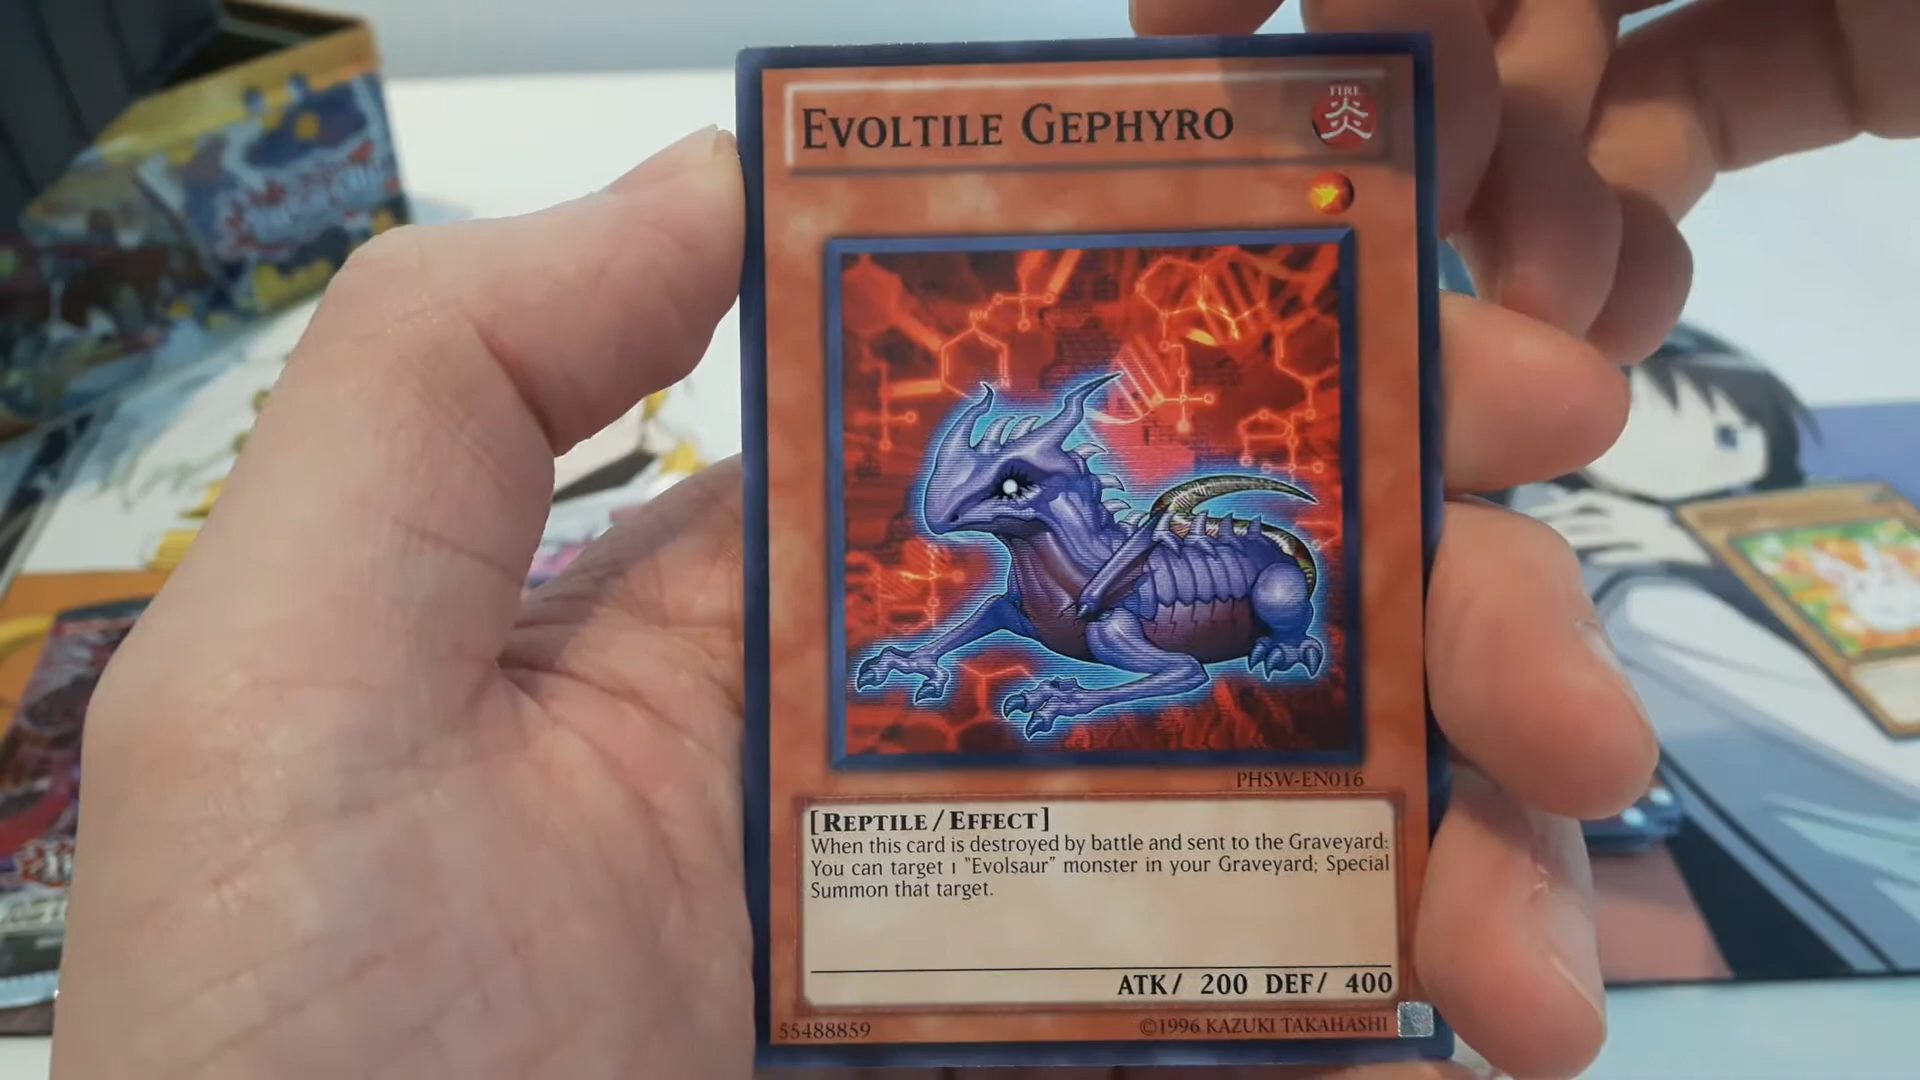 EVOLTILE GEPHYRO
FIRE
炎
PHSW-EN016
[REPTILE/EFFECT]
When this card is destroyed by battle and sent to the Graveyard:
You can target 1 "Evolsaur" monster in your Graveyard; Special
Summon that target.
ATK/ 200 DEF/ 400
55488859
©1996 KAZUKI TAKAHASHI